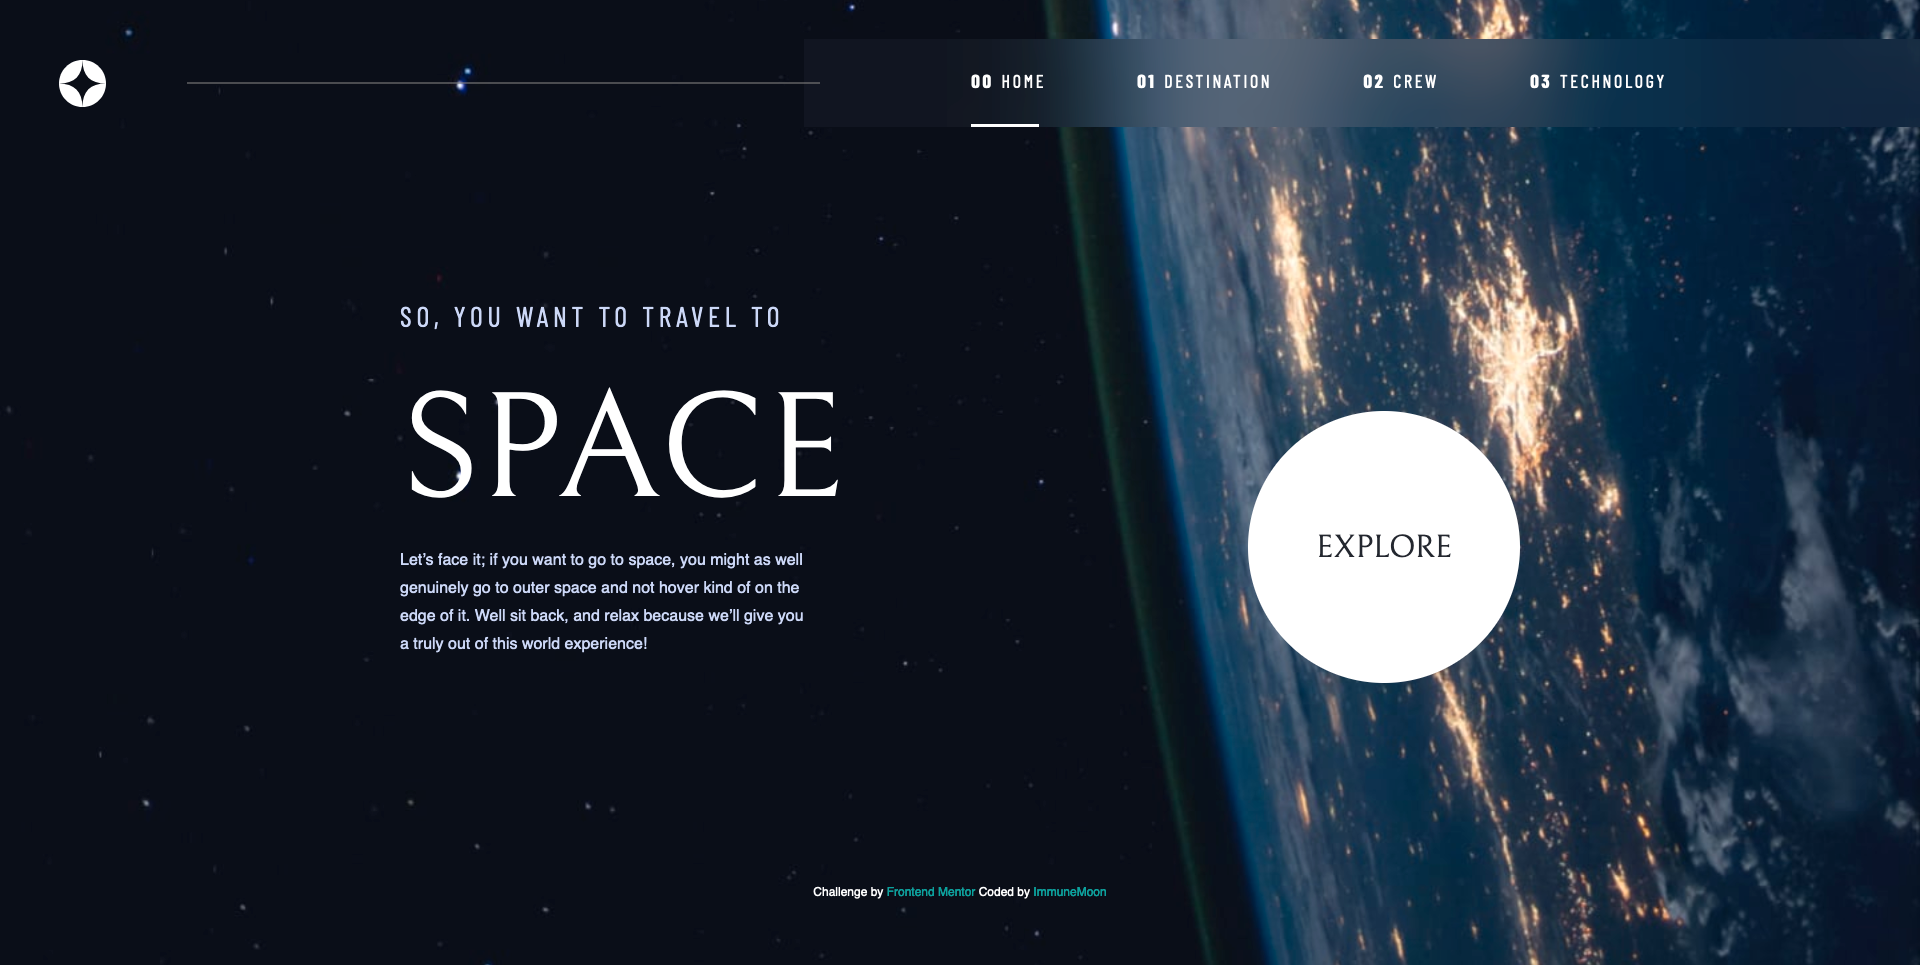 00 HOME 01 DESTINATION 02 CREW 03 TECHNOLOGY
SO, YOU WANT TO TRAVEL TO
SPACE
Let’s face it; if you want to go to space, you might as well
genuinely go to outer space and not hover kind of on the
edge of it. Well sit back, and relax because we’ll give you
a truly out of this world experience!
EXPLORE
Challenge by Frontend Mentor Coded by ImmuneMoon